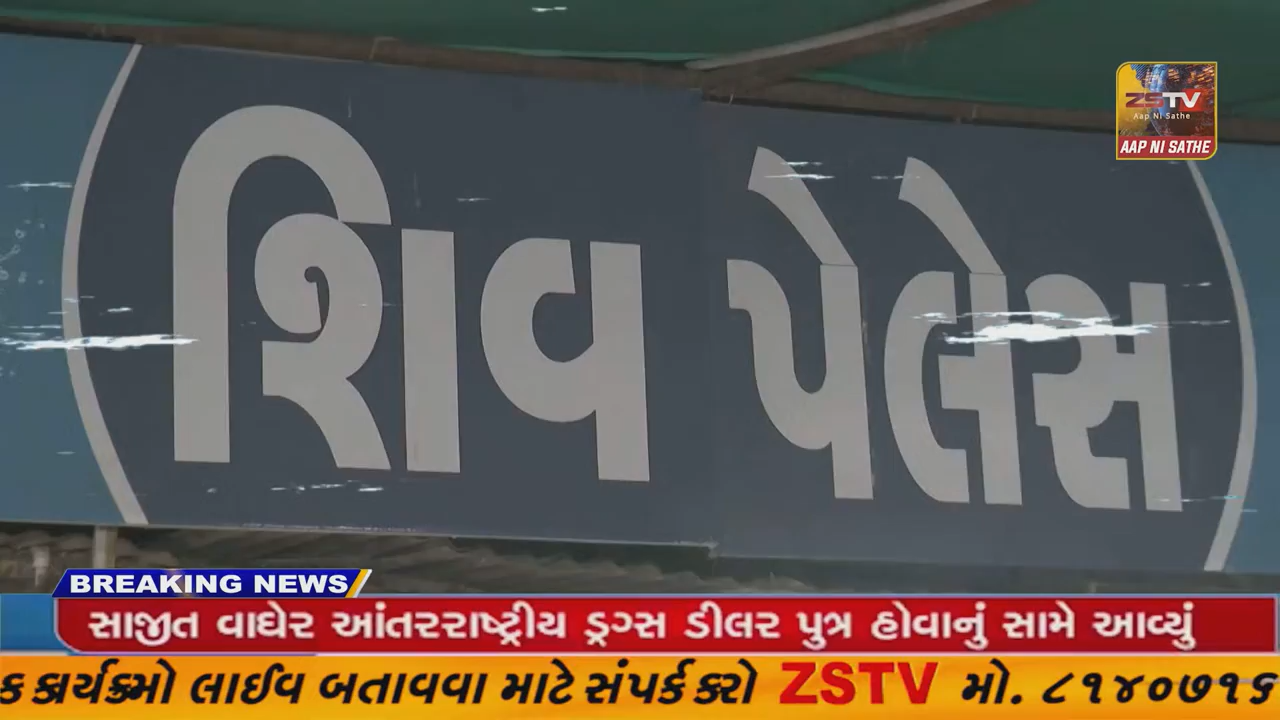 ZSTV
Aap Ni Sathe
AAP NI SATHE
શિવ પેલેસ
BREAKING NEWS
સાજીત વાઘેર આંતરરાષ્ટ્રીય ડ્રગ્સ ડીલર પુત્ર હોવાનું સામે આવ્યું
ક કાર્યક્રમો લાઈવ બતાવવા માટે સંપર્ક કરો ZSTV મો. ૮૧૪૦૭૧૬